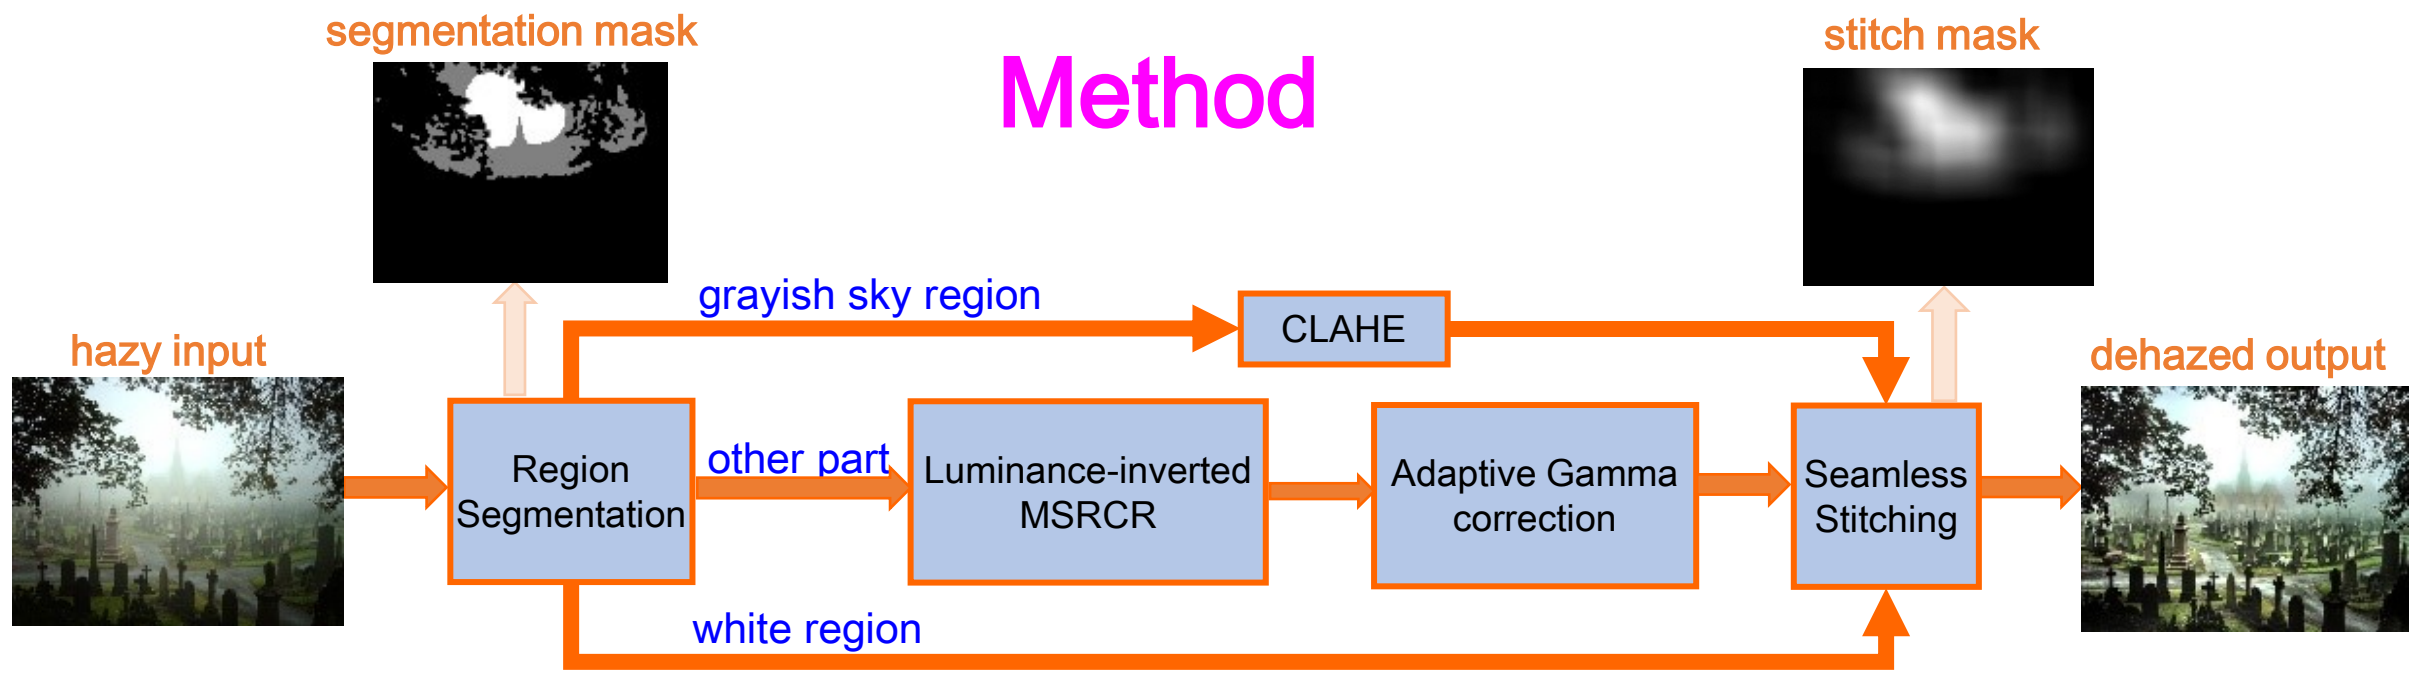 segmentation mask
Method
stitch mask
grayish sky region
CLAHE
hazy input
dehazed output
Region
Segmentation
other part
Luminance-inverted
MSRCR
Adaptive Gamma
correction
Seamless
Stitching
white region